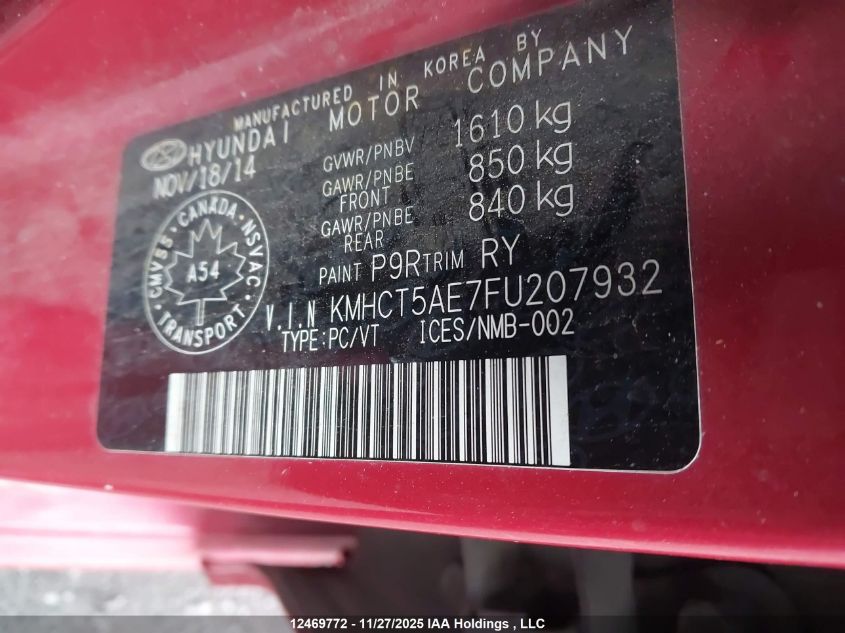 MANUFACTURED IN KOREA BY
HYUNDAI MOTOR COMPANY
NOV/18/14
GVWR/PNBV 1610 kg
GAWR/PNBE FRONT 850 kg
GAWR/PNBE REAR 840 kg
PAINT P9R TRIM RY
V.I.N KMHCT5AE7FU207932
TYPE:PC/VT ICES/NMB-002
CMVSS · CANADA · NSVAC ·
A54
TRANSPORT
12469772 - 11/27/2025 IAA Holdings , LLC